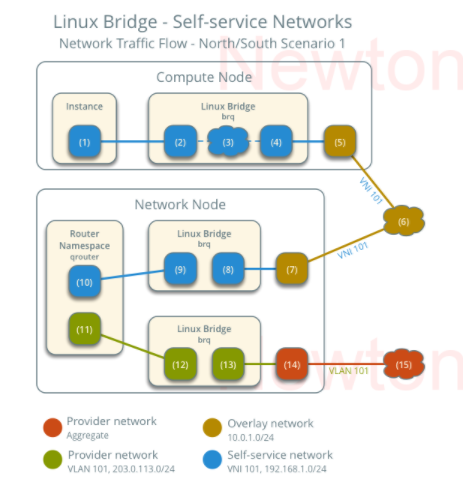 Linux Bridge - Self-service Networks
Network Traffic Flow - North/South Scenario 1
Newton
Compute Node
Instance
Linux Bridge
brq
(1)
(2)
(3)
(4)
(5)
VNI 101
(6)
VNI 101
Network Node
Router
Namespace
qrouter
Linux Bridge
brq
(10)
(9)
(8)
(7)
(11)
Linux Bridge
brq
(12)
(13)
(14)
VLAN 101
(15)
Newton
Provider network
Aggregate
Overlay network
10.0.1.0/24
Provider network
VLAN 101, 203.0.113.0/24
Self-service network
VNI 101, 192.168.1.0/24